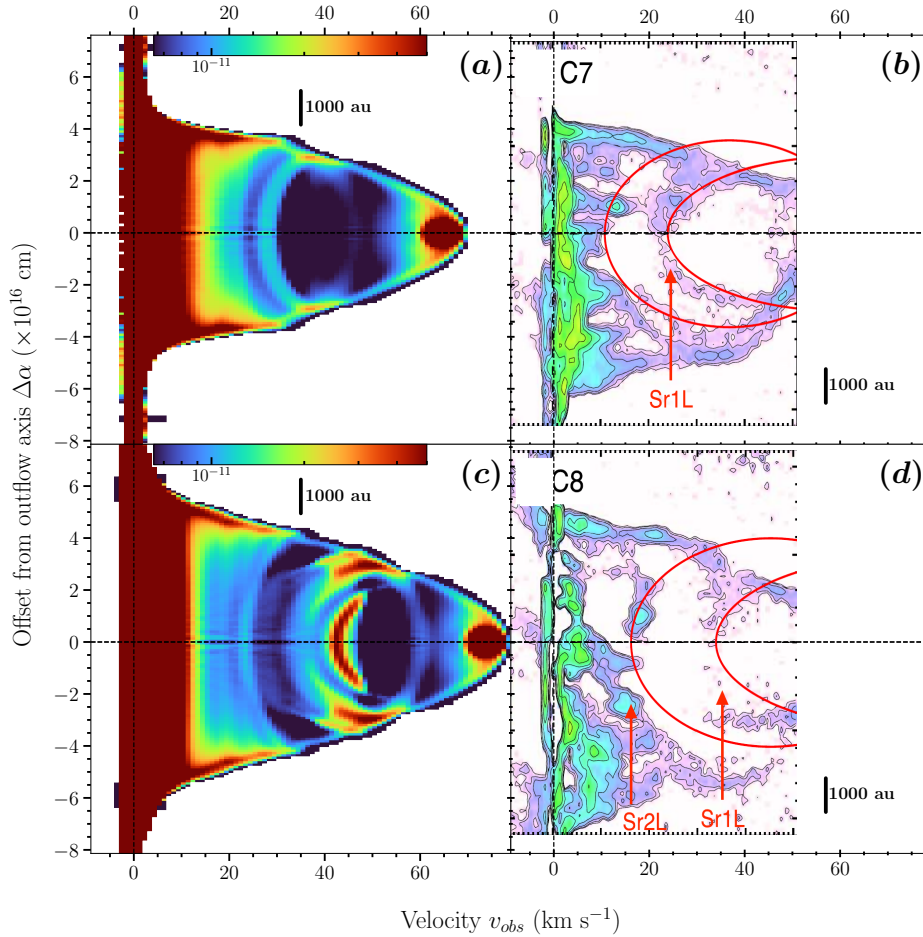 0 20 40 60 0 20 40 60
10⁻¹¹
(a)
1000 au
C7
(b)
6
4
2
0
−2
−4
−6
−8
Sr1L
1000 au
10⁻¹¹
(c)
1000 au
C8
(d)
6
4
2
0
−2
−4
−6
−8
Sr2L
Sr1L
1000 au
0 20 40 60 0 20 40 60
Offset from outflow axis Δα (×10¹⁶ cm)
Velocity v_obs (km s⁻¹)